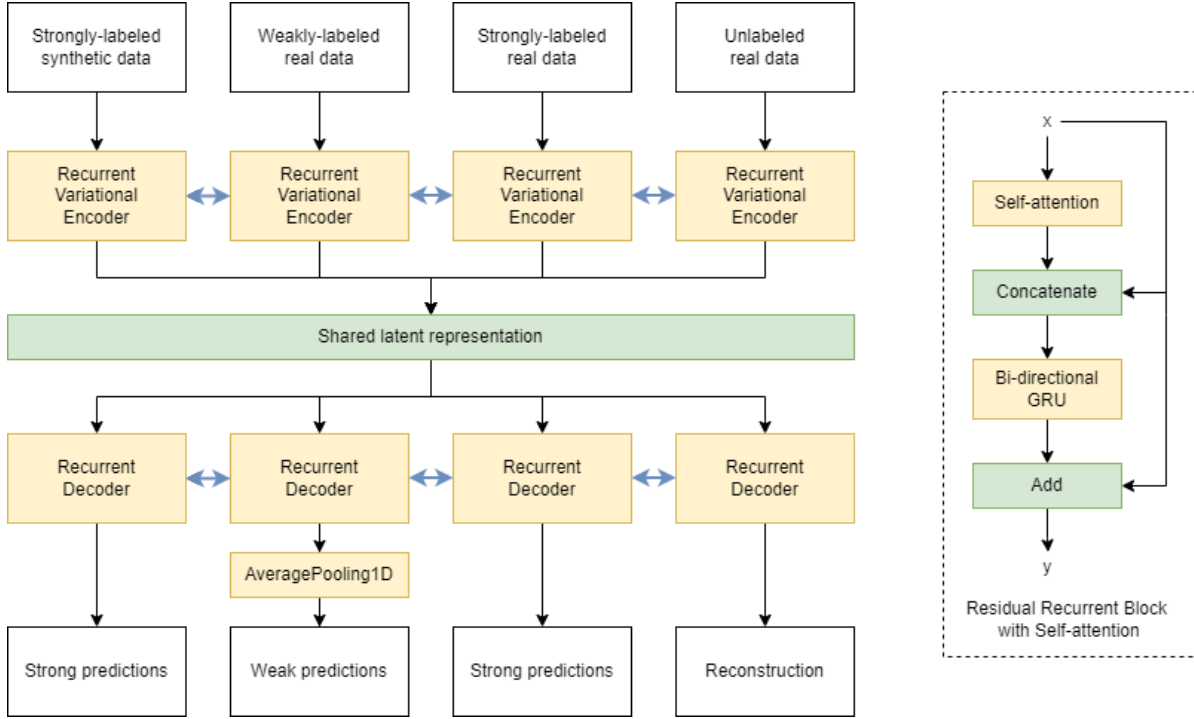 Strongly-labeled
synthetic data
Weakly-labeled
real data
Strongly-labeled
real data
Unlabeled
real data
Recurrent
Variational
Encoder
Recurrent
Variational
Encoder
Recurrent
Variational
Encoder
Recurrent
Variational
Encoder
Shared latent representation
Recurrent
Decoder
Recurrent
Decoder
Recurrent
Decoder
Recurrent
Decoder
AveragePooling1D
Strong predictions
Weak predictions
Strong predictions
Reconstruction
x
Self-attention
Concatenate
Bi-directional
GRU
Add
y
Residual Recurrent Block
with Self-attention